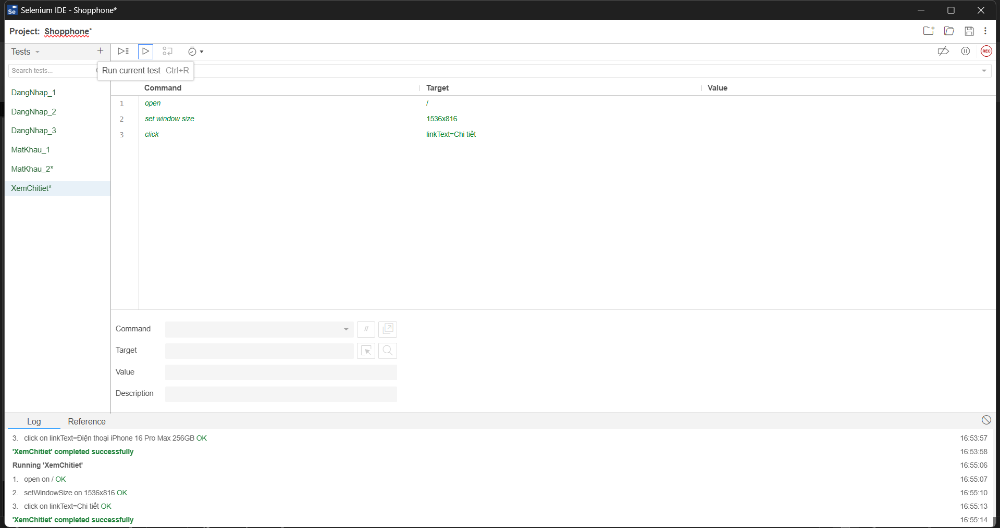 Se Selenium IDE - Shopphone*
Project: Shopphone*
Tests
REC
Search tests...
Run current test Ctrl+R
Command Target Value
DangNhap_1
DangNhap_2
DangNhap_3
MatKhau_1
MatKhau_2*
XemChitiet*
1 open /
2 set window size 1536x816
3 click linkText=Chi tiết
Command //
Target
Value
Description
Log Reference
3. click on linkText=Điện thoại iPhone 16 Pro Max 256GB OK 16:53:57
'XemChitiet' completed successfully 16:53:58
Running 'XemChitiet' 16:55:06
1. open on / OK 16:55:07
2. setWindowSize on 1536x816 OK 16:55:10
3. click on linkText=Chi tiết OK 16:55:13
'XemChitiet' completed successfully 16:55:14